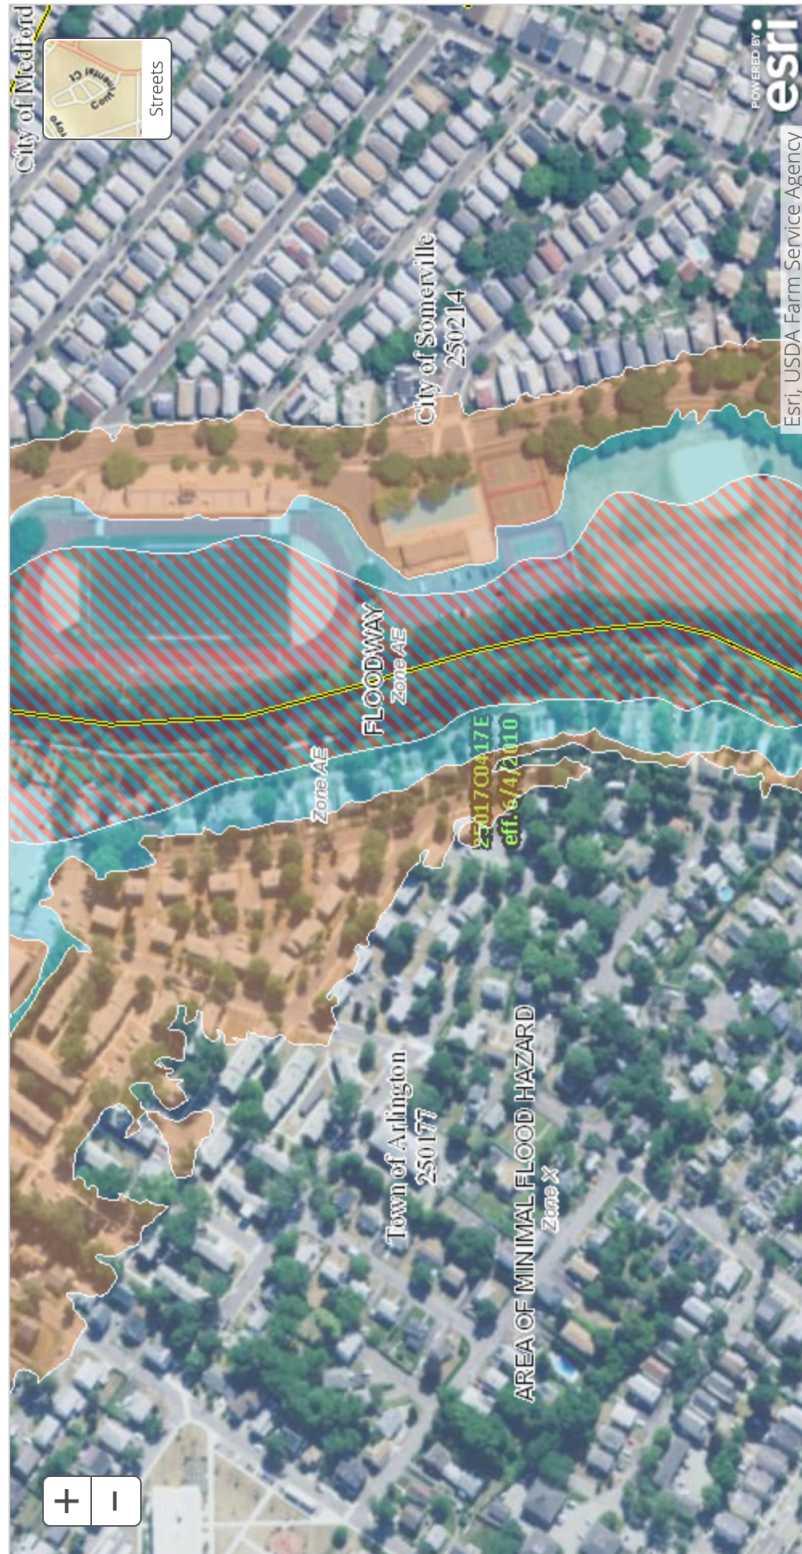 City of Medford
Streets
City of Somerville
250214
FLOODWAY
Zone AE
Zone AE
25017C0417E
eff. 6/4/2010
Town of Arlington
250177
AREA OF MINIMAL FLOOD HAZARD
Zone X
+
-
POWERED BY
esri
Esri, USDA Farm Service Agency